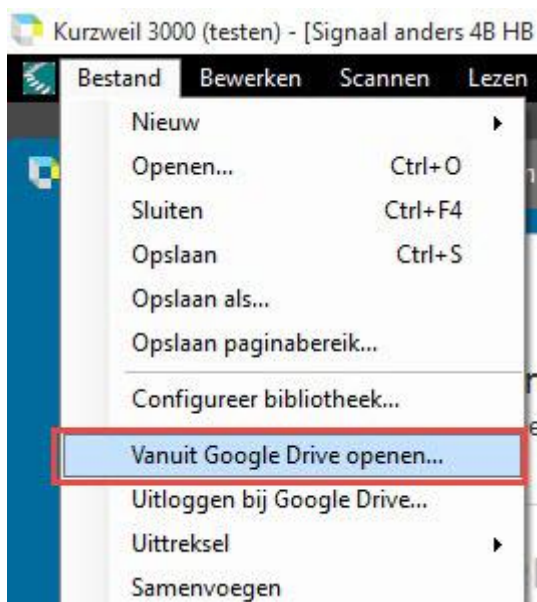 Kurzweil 3000 (testen) - [Signaal anders 4B HB
Bestand Bewerken Scannen Lezen
Nieuw
Openen... Ctrl+O
Sluiten Ctrl+F4
Opslaan Ctrl+S
Opslaan als...
Opslaan paginabereik...
Configureer bibliotheek...
Vanuit Google Drive openen...
Uitloggen bij Google Drive...
Uittreksel
Samenvoegen